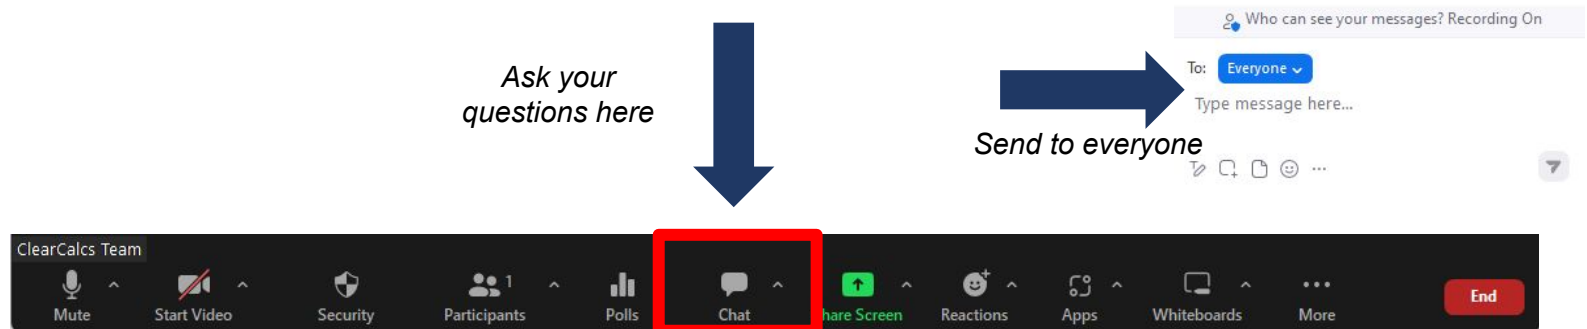 Who can see your messages? Recording On
To: Everyone
Type message here...
Ask your
questions here
Send to everyone
ClearCalcs Team
1
Mute
Start Video
Security
Participants
Polls
Chat
hare Screen
Reactions
Apps
Whiteboards
More
End